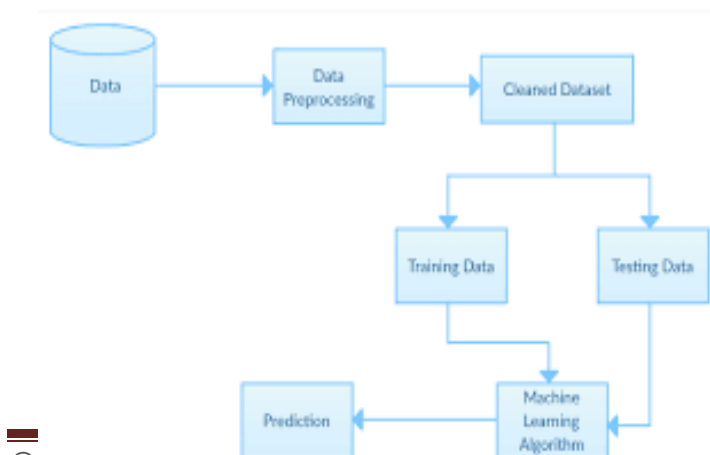 Data
Data
Preprocessing
Cleaned Dataset
Training Data
Testing Data
Prediction
Machine
Learning
Algorithm